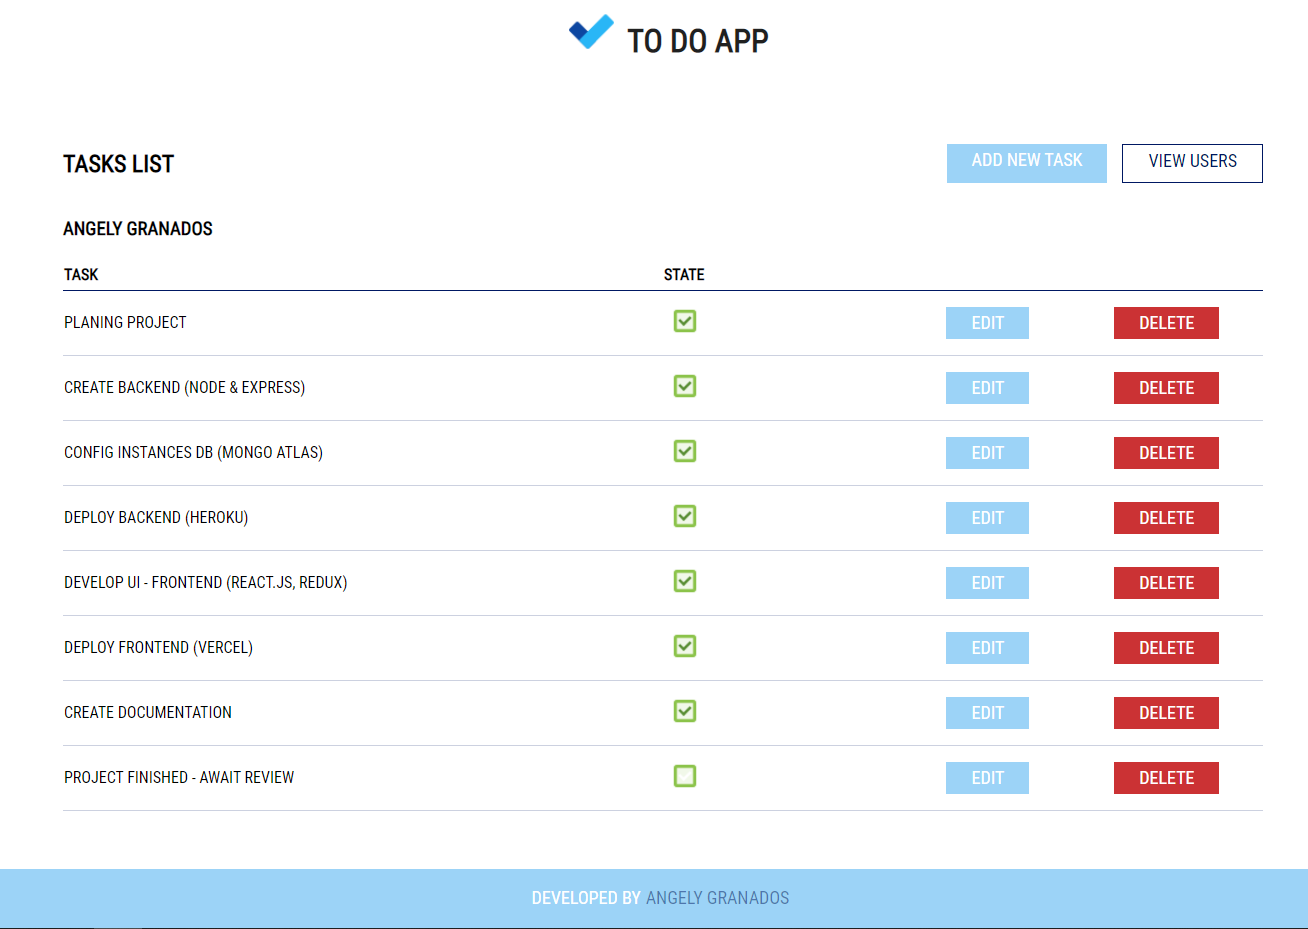 TO DO APP
TASKS LIST
ADD NEW TASK
VIEW USERS
ANGELY GRANADOS
TASK STATE
PLANING PROJECT EDIT DELETE
CREATE BACKEND (NODE & EXPRESS) EDIT DELETE
CONFIG INSTANCES DB (MONGO ATLAS) EDIT DELETE
DEPLOY BACKEND (HEROKU) EDIT DELETE
DEVELOP UI - FRONTEND (REACT.JS, REDUX) EDIT DELETE
DEPLOY FRONTEND (VERCEL) EDIT DELETE
CREATE DOCUMENTATION EDIT DELETE
PROJECT FINISHED - AWAIT REVIEW EDIT DELETE
DEVELOPED BY ANGELY GRANADOS